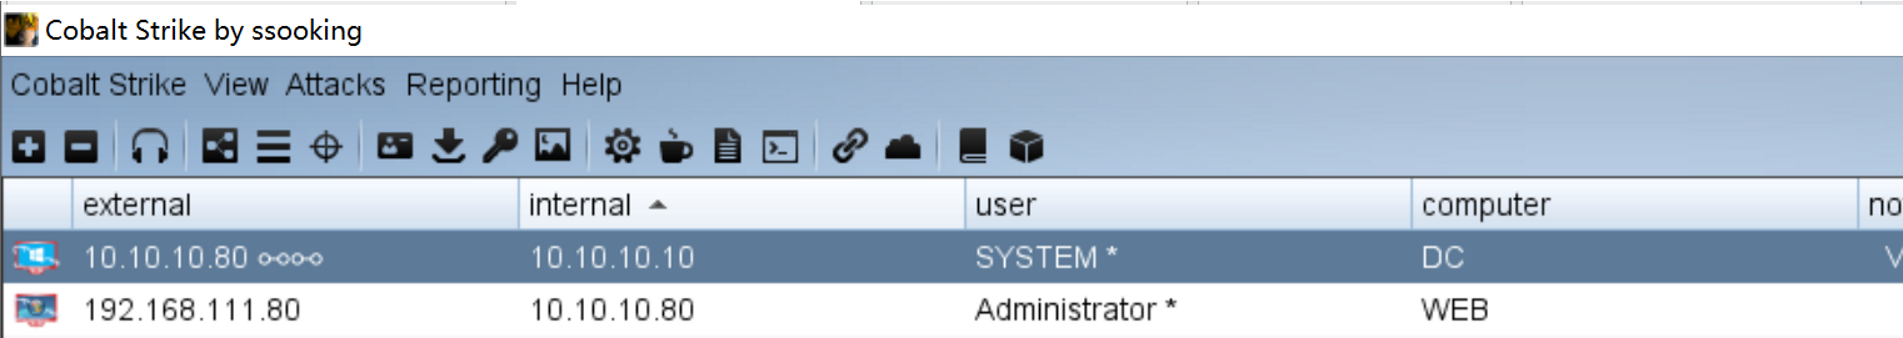 Cobalt Strike by ssooking
Cobalt Strike View Attacks Reporting Help
external internal user computer no
10.10.10.80 10.10.10.10 SYSTEM * DC V
192.168.111.80 10.10.10.80 Administrator * WEB